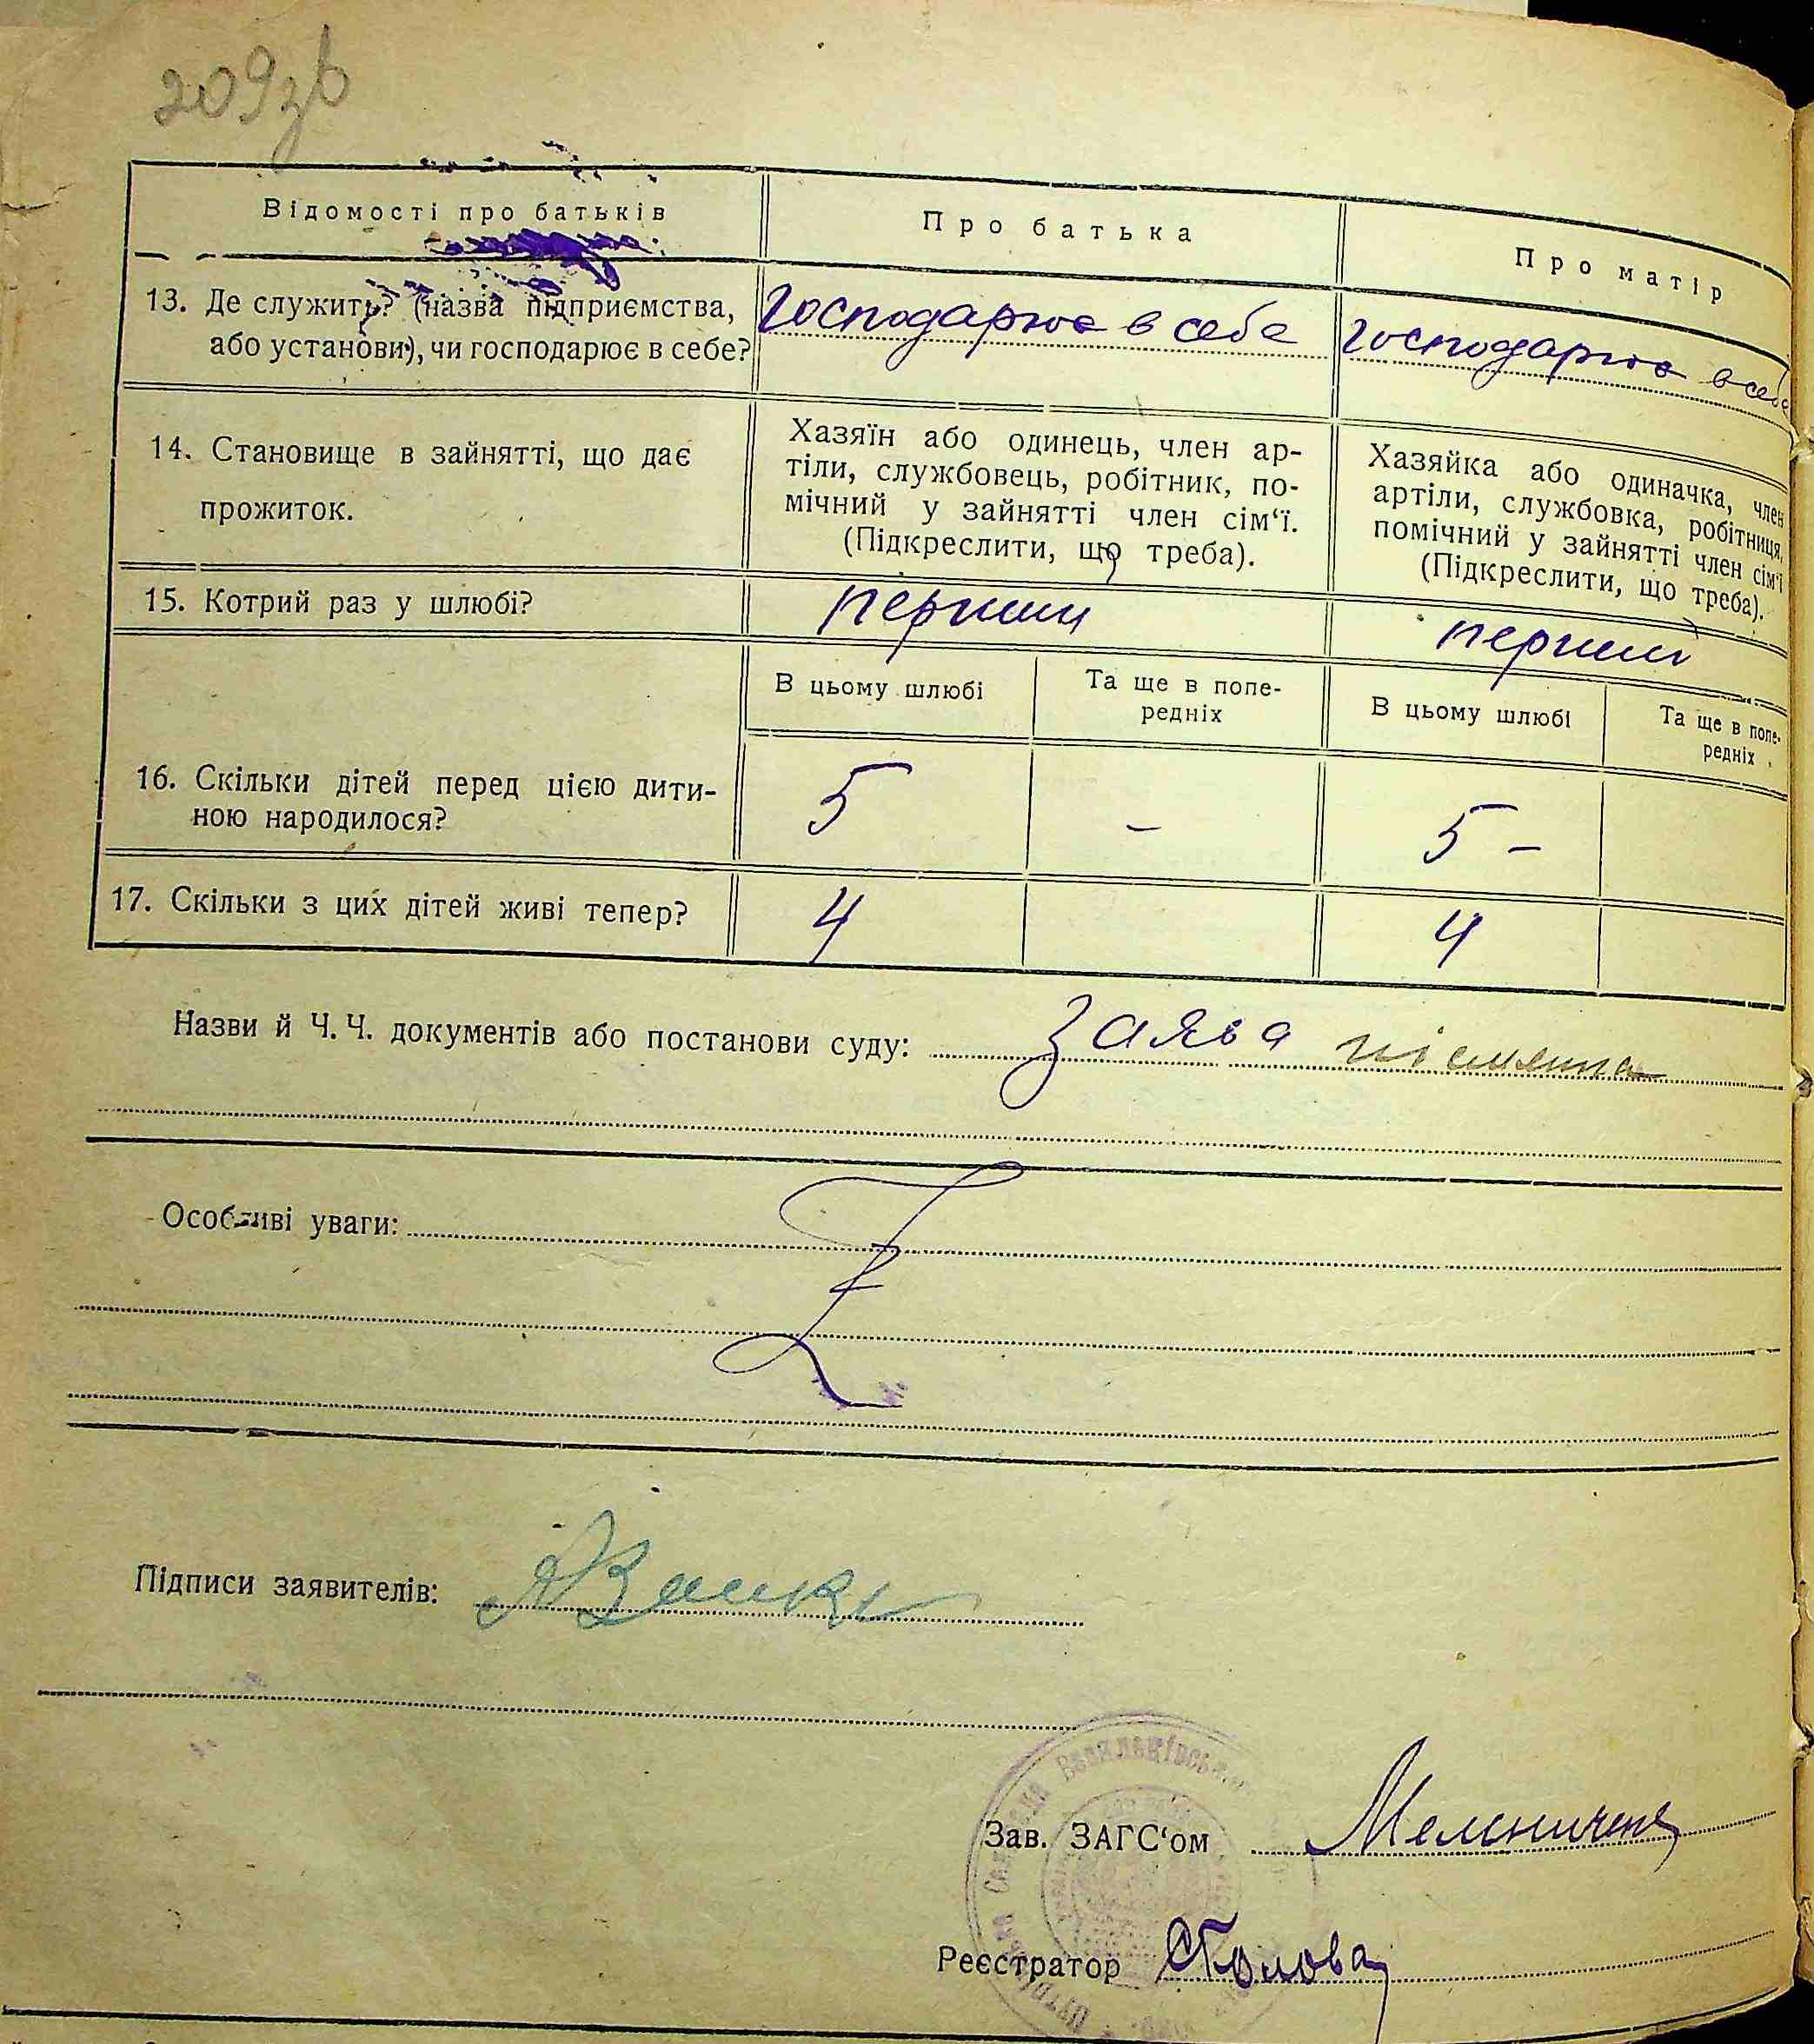 209зв
Відомості про батьків
Про батька
Про матір
13. Де служить? (назва підприємства,
або установи), чи господарює в себе?
господарює в себе
господарює в себе
14. Становище в зайнятті, що дає
прожиток.
Хазяїн або одинець, член ар-
тіли, службовець, робітник, по-
мічний у зайнятті член сім‘ї.
(Підкреслити, що треба).
Хазяйка або одиначка, член
артіли, службовка, робітниця,
помічний у зайнятті член сім‘ї
(Підкреслити, що треба).
15. Котрий раз у шлюбі?
перший
перший
В цьому шлюбі
Та ще в попе-
редніх
В цьому шлюбі
Та ще в попе-
редніх
16. Скільки дітей перед цією дити-
ною народилося?
5
-
5 -
17. Скільки з цих дітей живі тепер?
4
4
Назви й Ч. Ч. документів або постанови суду: заява
Особливі уваги:
Підписи заявителів:
Зав. ЗАГС‘ом Мельничен
Реєстратор